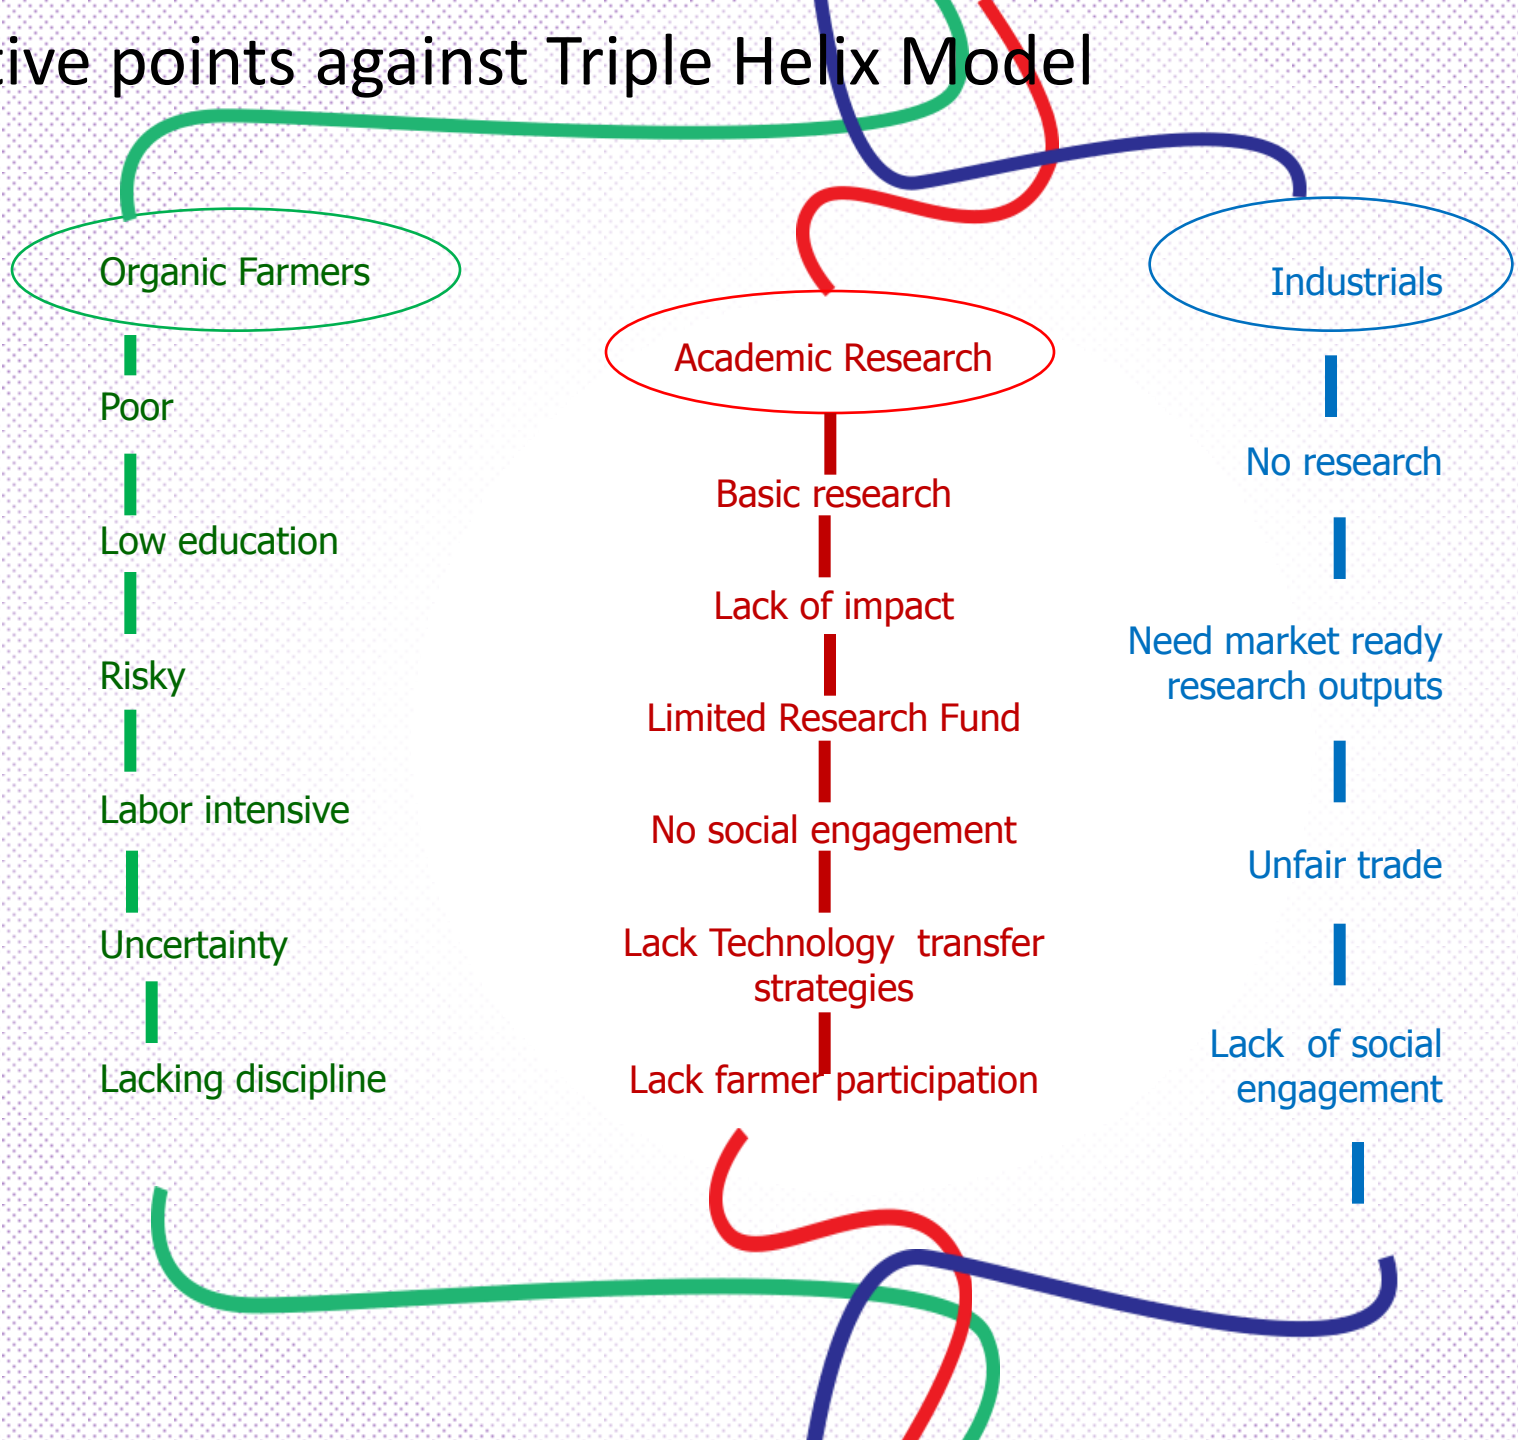 points against Triple Helix Model
Organic Farmers
Poor
Low education
Risky
Labor intensive
Uncertainty
Lacking discipline
Academic Research
Basic research
Lack of impact
Limited Research Fund
No social engagement
Lack Technology transfer
strategies
Lack farmer participation
Industrials
No research
Need market ready
research outputs
Unfair trade
Lack of social
engagement